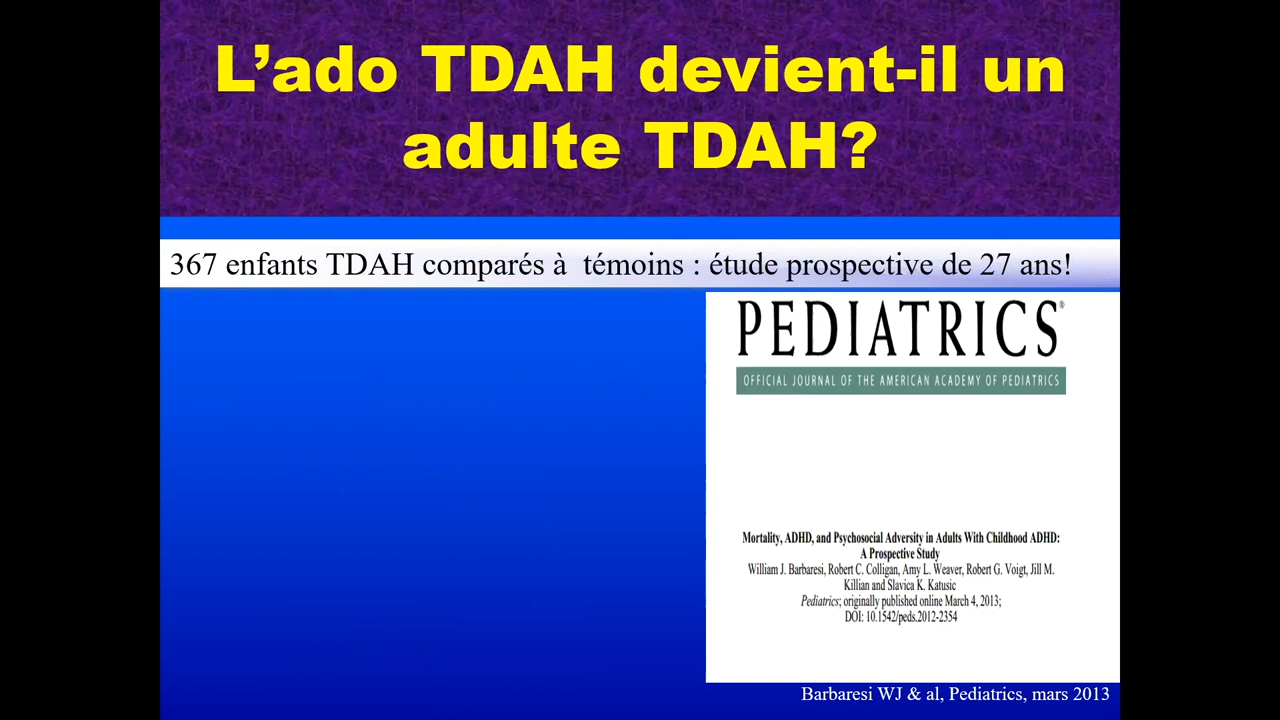 L’ado TDAH devient-il un
adulte TDAH?
367 enfants TDAH comparés à  témoins : étude prospective de 27 ans!
PEDIATRICS®
OFFICIAL JOURNAL OF THE AMERICAN ACADEMY OF PEDIATRICS
Mortality, ADHD, and Psychosocial Adversity in Adults With Childhood ADHD:
A Prospective Study
William J. Barbaresi, Robert C. Colligan, Amy L. Weaver, Robert G. Voigt, Jill M.
Killian and Slavica K. Katusic
Pediatrics; originally published online March 4, 2013;
DOI: 10.1542/peds.2012-2354
Barbaresi WJ & al, Pediatrics, mars 2013